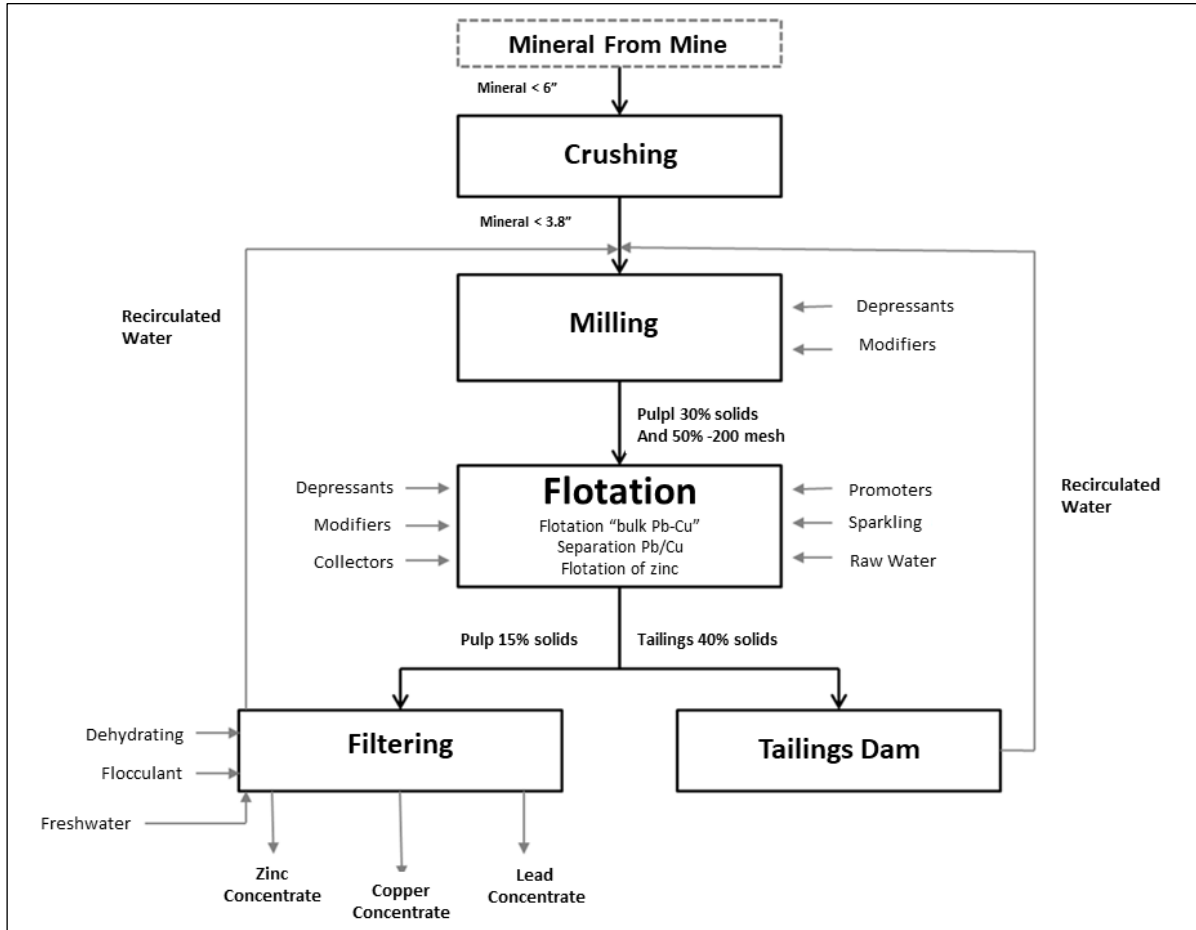 Mineral From Mine
Mineral < 6”
Crushing
Mineral < 3.8”
Recirculated
Water
Milling
Depressants
Modifiers
Pulpl 30% solids
And 50% -200 mesh
Depressants
Modifiers
Collectors
Flotation
Flotation “bulk Pb-Cu”
Separation Pb/Cu
Flotation of zinc
Promoters
Sparkling
Raw Water
Recirculated
Water
Pulp 15% solids
Tailings 40% solids
Dehydrating
Flocculant
Freshwater
Filtering
Tailings Dam
Zinc
Concentrate
Copper
Concentrate
Lead
Concentrate